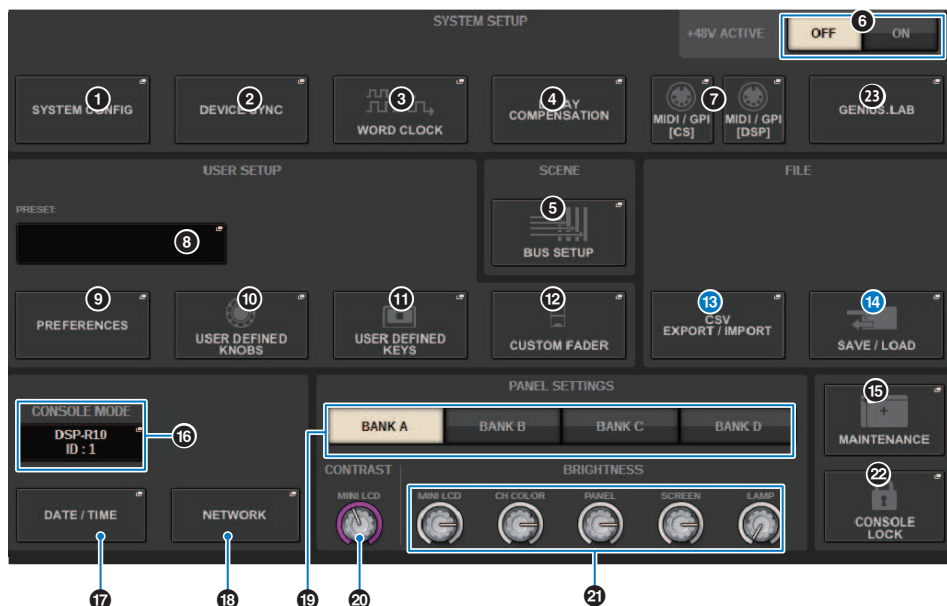 SYSTEM SETUP
+48V ACTIVE
6
OFF
ON
1
SYSTEM CONFIG
2
DEVICE SYNC
3
WORD CLOCK
4
DELAY
COMPENSATION
7
MIDI / GPI
[CS]
MIDI / GPI
[DSP]
23
GENIUS.LAB
USER SETUP
SCENE
FILE
PRESET:
8
5
BUS SETUP
9
PREFERENCES
10
USER DEFINED
KNOBS
11
USER DEFINED
KEYS
12
CUSTOM FADER
13
CSV
EXPORT / IMPORT
14
SAVE / LOAD
CONSOLE MODE
DSP-R10
ID : 1
16
PANEL SETTINGS
BANK A
BANK B
BANK C
BANK D
15
MAINTENANCE
CONTRAST
BRIGHTNESS
MINI LCD
MINI LCD
CH COLOR
PANEL
SCREEN
LAMP
22
CONSOLE
LOCK
DATE / TIME
NETWORK
17
18
19
20
21